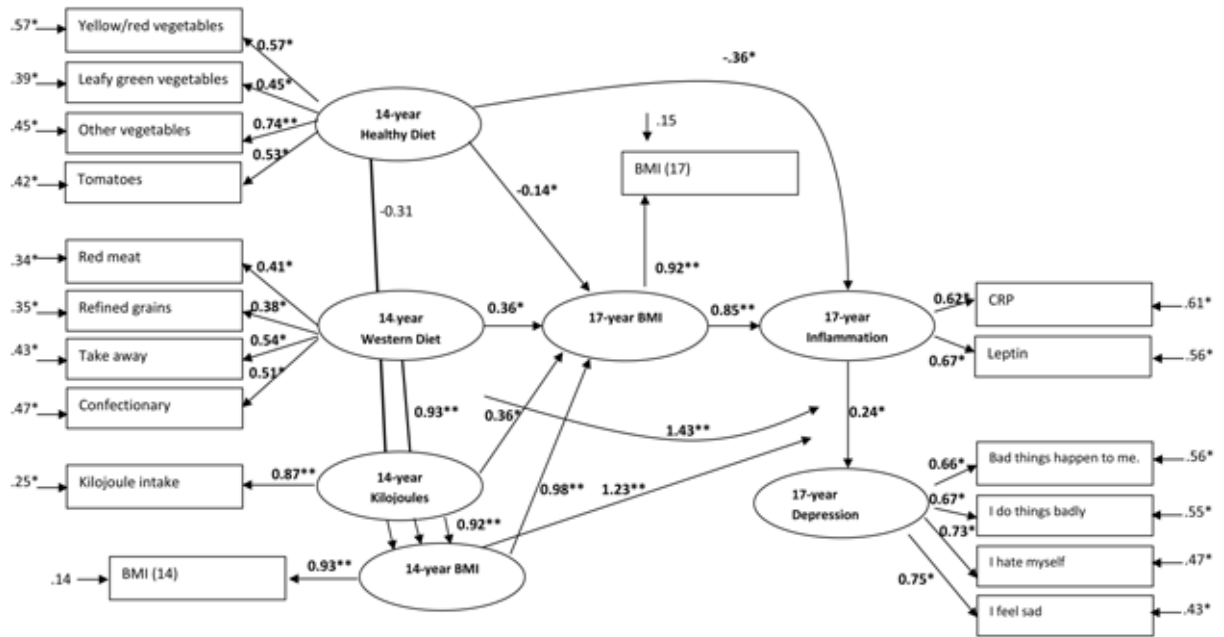 .57*
Yellow/red vegetables
0.57*
-.36*
.39*
Leafy green vegetables
0.45*
14-year
Healthy Diet
.45*
Other vegetables
0.74**
.15
0.53*
BMI (17)
.42*
Tomatoes
-0.14*
-0.31
.34*
Red meat
0.41*
0.92**
.35*
Refined grains
0.38*
14-year
Western Diet
0.36*
17-year BMI
0.85**
17-year
Inflammation
0.62*
CRP
.61*
0.67*
Leptin
.56*
.43*
Take away
0.54*
0.51*
.47*
Confectionary
0.93**
0.36*
1.43**
0.24*
.25*
Kilojoule intake
0.87**
14-year
Kilojoules
0.98**
1.23**
17-year
Depression
0.66*
Bad things happen to me.
.56*
0.67*
I do things badly
.55*
0.92**
0.73*
I hate myself
.47*
.14
BMI (14)
0.93**
14-year BMI
0.75*
I feel sad
.43*